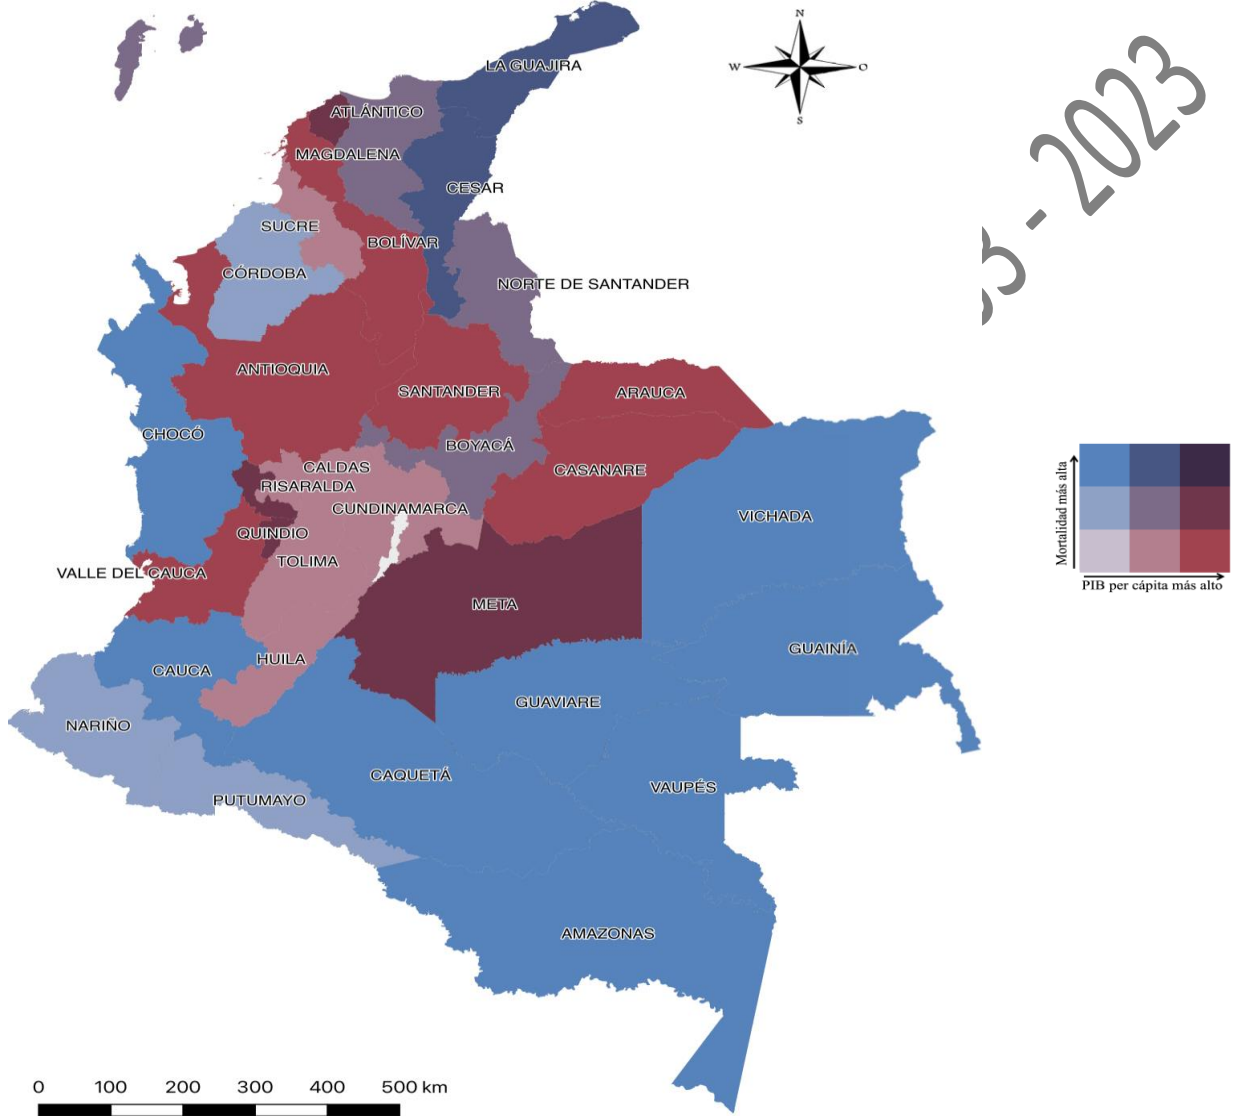 N
W
O
S
LA GUAJIRA
ATLÁNTICO
MAGDALENA
CESAR
SUCRE
BOLÍVAR
CÓRDOBA
NORTE DE SANTANDER
ANTIOQUIA
SANTANDER
ARAUCA
CHOCÓ
BOYACÁ
CALDAS
CASANARE
RISARALDA
CUNDINAMARCA
VICHADA
QUINDIO
TOLIMA
VALLE DEL CAUCA
META
GUAINÍA
HUILA
CAUCA
GUAVIARE
NARIÑO
CAQUETÁ
VAUPÉS
PUTUMAYO
AMAZONAS
3 - 2023
Mortalidad más alta
PIB per cápita más alto
0 100 200 300 400 500 km